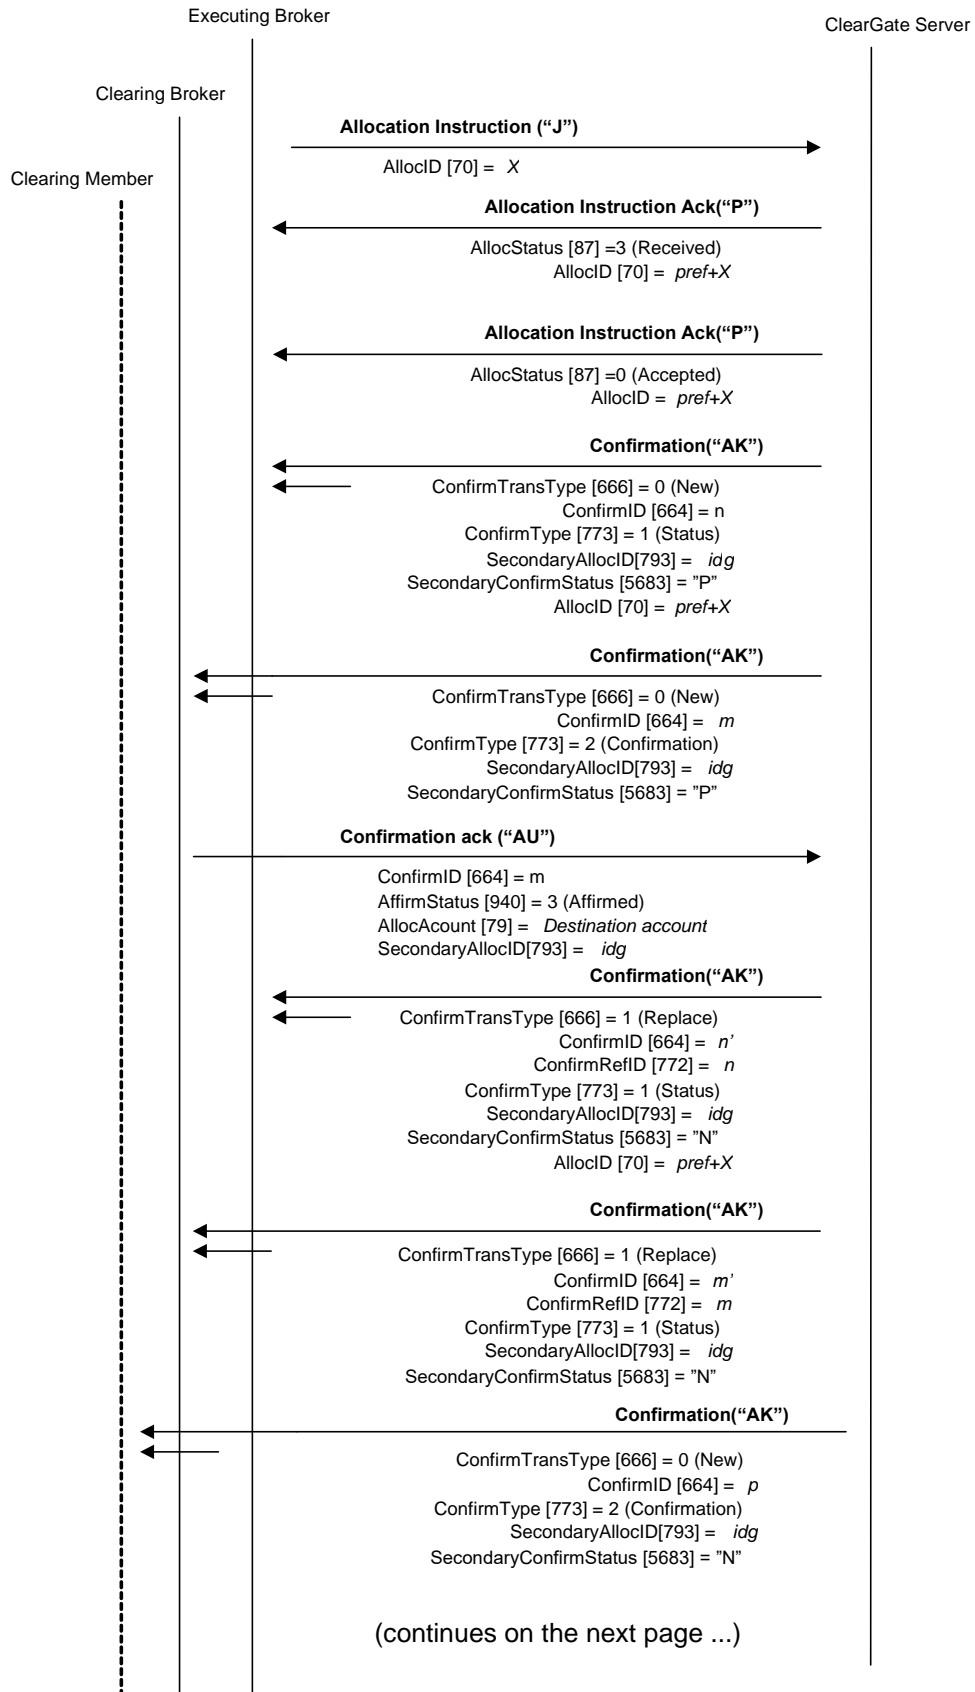 Executing Broker
ClearGate Server
Clearing Broker
Allocation Instruction (“J”)
Clearing Member
AllocID [70] = X
Allocation Instruction Ack(“P”)
AllocStatus [87] =3 (Received)
AllocID [70] = pref+X
Allocation Instruction Ack(“P”)
AllocStatus [87] =0 (Accepted)
AllocID = pref+X
Confirmation(“AK”)
ConfirmTransType [666] = 0 (New)
ConfirmID [664] = n
ConfirmType [773] = 1 (Status)
SecondaryAllocID[793] = idg
SecondaryConfirmStatus [5683] = ”P”
AllocID [70] = pref+X
Confirmation(“AK”)
ConfirmTransType [666] = 0 (New)
ConfirmID [664] = m
ConfirmType [773] = 2 (Confirmation)
SecondaryAllocID[793] = idg
SecondaryConfirmStatus [5683] = ”P”
Confirmation ack (“AU”)
ConfirmID [664] = m
AffirmStatus [940] = 3 (Affirmed)
AllocAcount [79] = Destination account
SecondaryAllocID[793] = idg
Confirmation(“AK”)
ConfirmTransType [666] = 1 (Replace)
ConfirmID [664] = n’
ConfirmRefID [772] = n
ConfirmType [773] = 1 (Status)
SecondaryAllocID[793] = idg
SecondaryConfirmStatus [5683] = ”N”
AllocID [70] = pref+X
Confirmation(“AK”)
ConfirmTransType [666] = 1 (Replace)
ConfirmID [664] = m’
ConfirmRefID [772] = m
ConfirmType [773] = 1 (Status)
SecondaryAllocID[793] = idg
SecondaryConfirmStatus [5683] = ”N”
Confirmation(“AK”)
ConfirmTransType [666] = 0 (New)
ConfirmID [664] = p
ConfirmType [773] = 2 (Confirmation)
SecondaryAllocID[793] = idg
SecondaryConfirmStatus [5683] = ”N”
(continues on the next page ...)